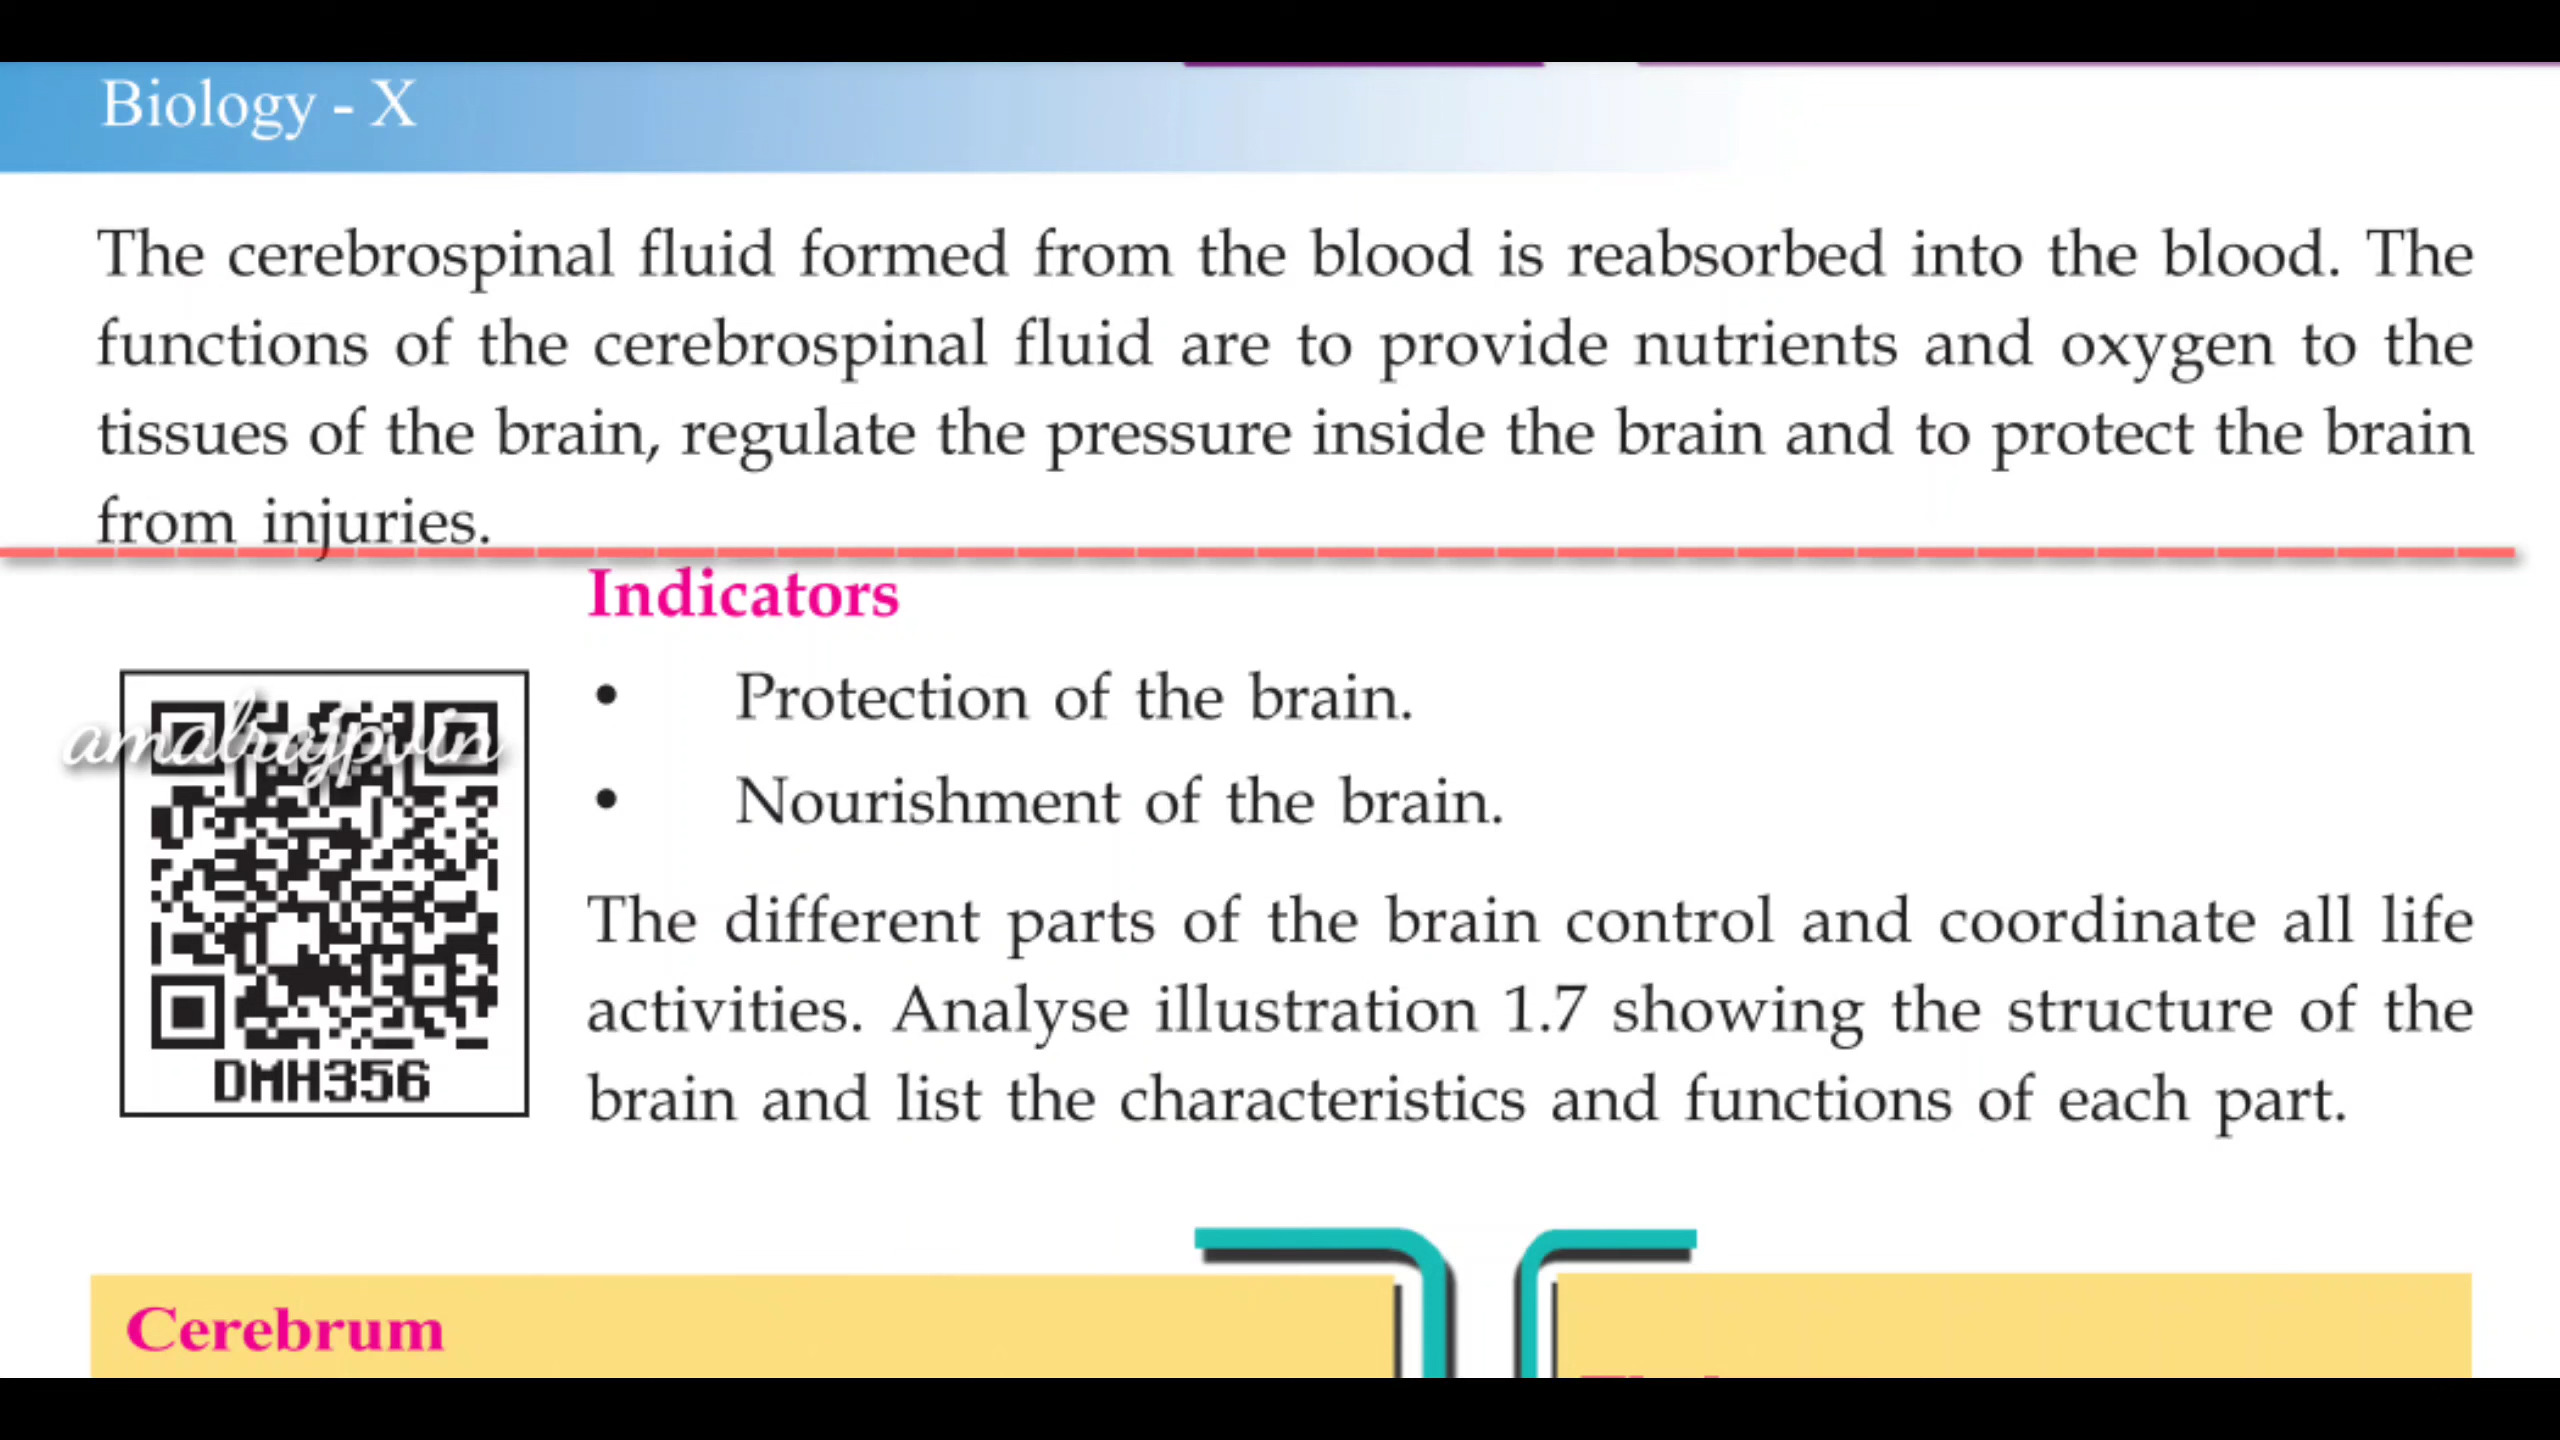 Biology - X
The cerebrospinal fluid formed from the blood is reabsorbed into the blood. The
functions of the cerebrospinal fluid are to provide nutrients and oxygen to the
tissues of the brain, regulate the pressure inside the brain and to protect the brain
from injuries.
Indicators
• Protection of the brain.
• Nourishment of the brain.
amalrajpvin
The different parts of the brain control and coordinate all life
activities. Analyse illustration 1.7 showing the structure of the
brain and list the characteristics and functions of each part.
DMH356
Cerebrum